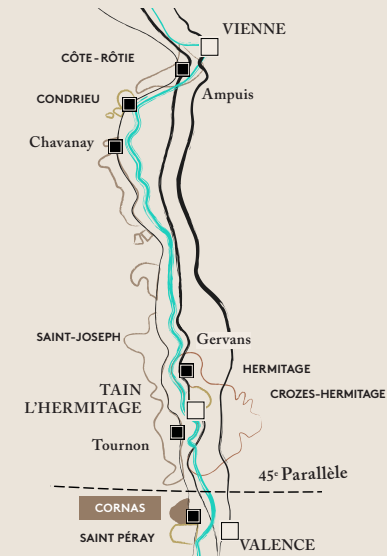 VIENNE
CÔTE-RÔTIE
Ampuis
CONDRIEU
Chavanay
SAINT-JOSEPH
Gervans
HERMITAGE
TAIN
L'HERMITAGE
CROZES-HERMITAGE
Tournon
45e Parallèle
CORNAS
SAINT PÉRAY
VALENCE